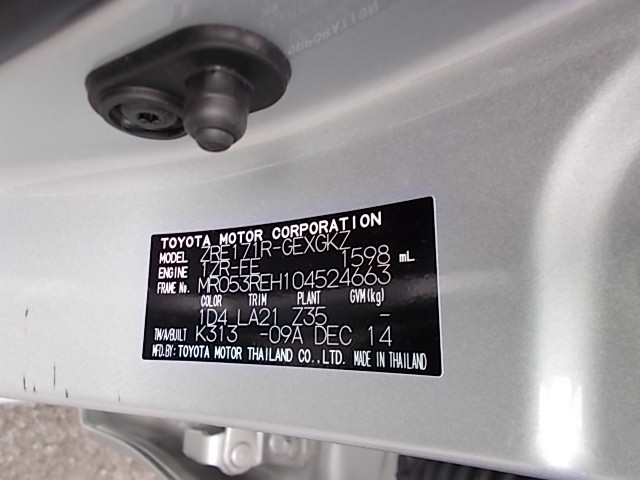 TOYOTA MOTOR CORPORATION
MODEL ZRE171R-GEXGKZ
ENGINE 1ZR-FE 1598 mL
FRAME No. MR053REH104524663
COLOR TRIM PLANT GVM(kg)
1D4 LA21 Z35 -
T/M/A/BUILT K313 -09A DEC 14
MFD.BY: TOYOTA MOTOR THAILAND CO.,LTD. MADE IN THAILAND